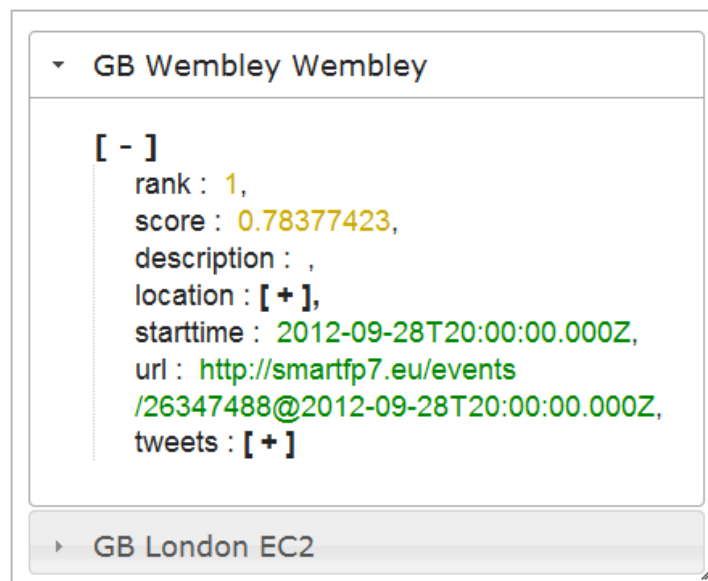 GB Wembley Wembley
[ - ]
rank : 1,
score : 0.78377423,
description : ,
location : [ + ],
starttime : 2012-09-28T20:00:00.000Z,
url : http://smartfp7.eu/events
/26347488@2012-09-28T20:00:00.000Z,
tweets : [ + ]
GB London EC2